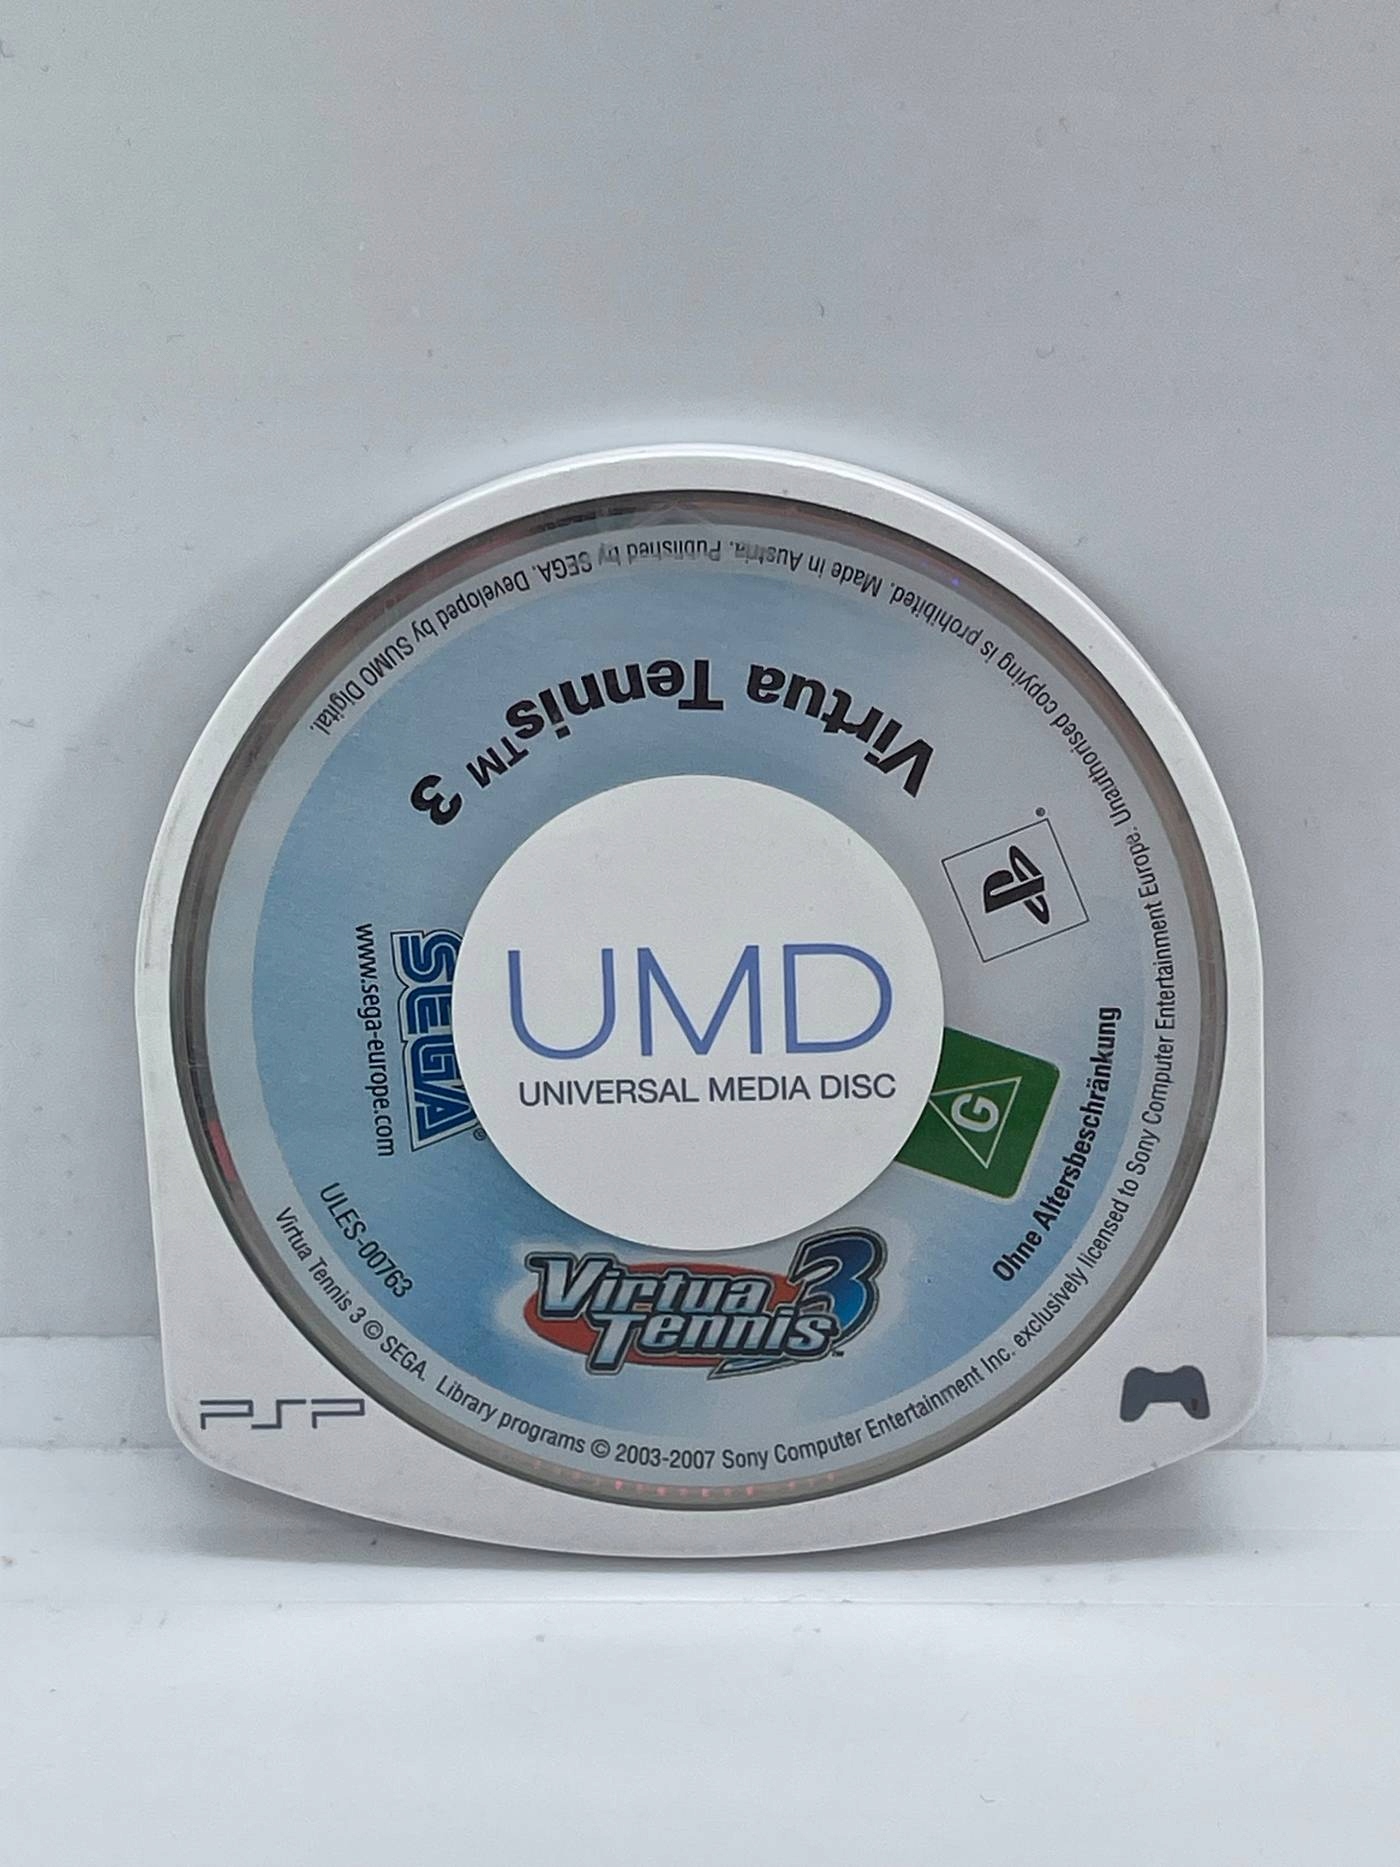 Virtua Tennis™ 3
UMD
UNIVERSAL MEDIA DISC
SEGA®
www.sega-europe.com
ULES-00763
G
Ohne Altersbeschränkung
Virtua
Tennis 3™
PSP
Virtua Tennis 3 © SEGA. Library programs © 2003-2007 Sony Computer Entertainment Inc. exclusively licensed to Sony Computer Entertainment Europe. Unauthorised copying is prohibited. Made in Austria. Published by SEGA. Developed by SUMO Digital.